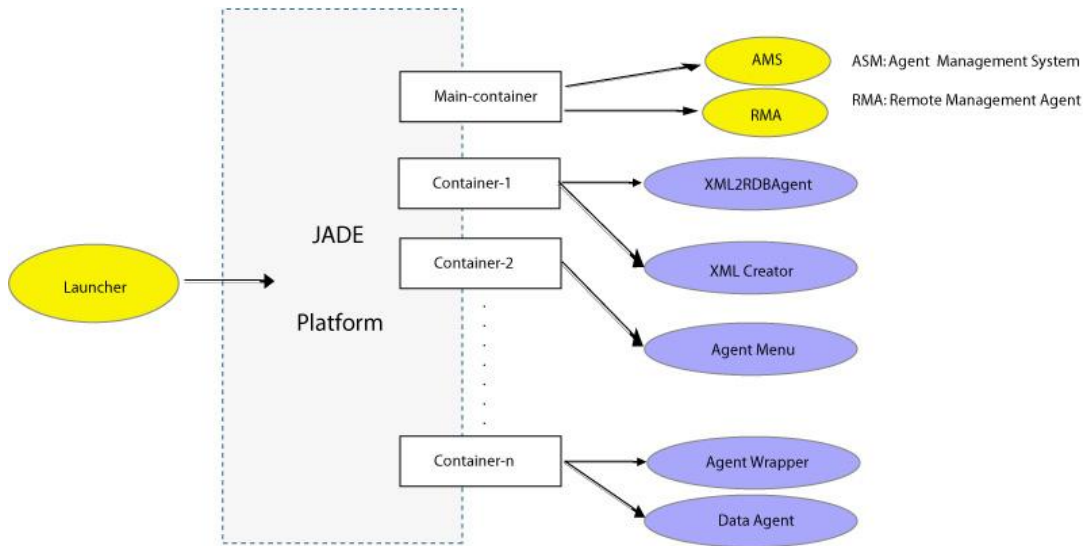 AMS
ASM: Agent Management System
Main-container
RMA
RMA: Remote Management Agent
Container-1
XML2RDBAgent
JADE
Container-2
XML Creator
Launcher
Platform
Agent Menu
Container-n
Agent Wrapper
Data Agent